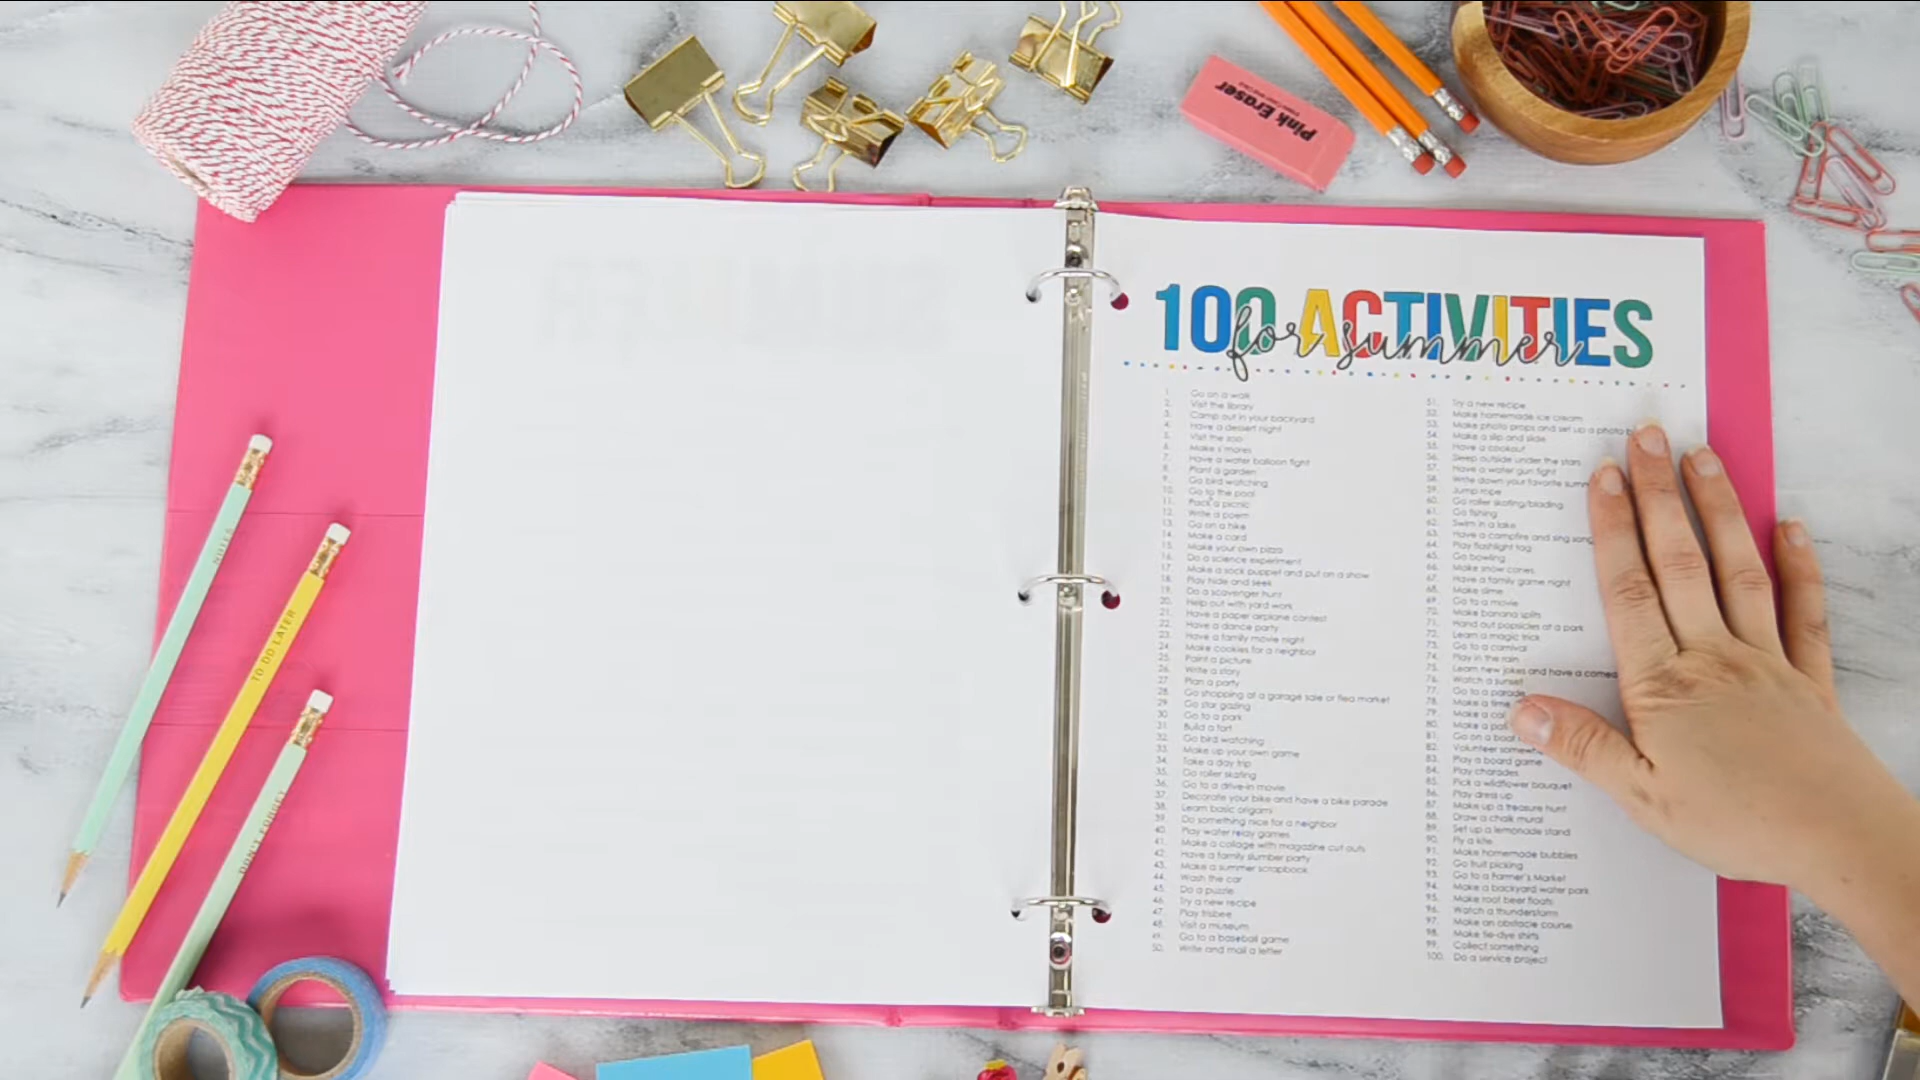 Pink Eraser
100 ACTIVITIES
for summer
1. Go on a walk
2. Visit the library
3. Camp out in your backyard
4. Have a dessert night
5. Visit the zoo
6. Make s'mores
7. Have a water balloon fight
8. Plant a garden
9. Go bird watching
10. Go to the pool
11. Pack a picnic
12. Write a poem
13. Go on a hike
14. Make a card
15. Make your own pizza
16. Do a science experiment
17. Make a sock puppet and put on a show
18. Play hide and seek
19. Do a scavenger hunt
20. Help out with yard work
21. Have a paper airplane contest
22. Have a dance party
23. Have a family movie night
24. Make cookies for a neighbor
25. Paint a picture
26. Write a story
27. Plan a party
28. Go shopping at a garage sale or flea market
29. Go star gazing
30. Go to a park
31. Build a fort
32. Go bird watching
33. Make up your own game
34. Take a day trip
35. Go roller skating
36. Go to a drive-in movie
37. Decorate your bike and have a bike parade
38. Learn basic origami
39. Do something nice for a neighbor
40. Play water relay games
41. Make a collage with magazine cut outs
42. Have a family slumber party
43. Make a summer scrapbook
44. Wash the car
45. Do a puzzle
46. Try a new recipe
47. Play frisbee
48. Visit a museum
49. Go to a baseball game
50. Write and mail a letter
51. Try a new recipe
52. Make homemade ice cream
53. Make photo props and set up a photo b
54. Make a slip and slide
55. Have a cookout
56. Sleep outside under the stars
57. Have a water gun fight
58. Write down your favorite summ
59. Jump rope
60. Go roller skating/blading
61. Go fishing
62. Swim in a lake
63. Have a campfire and sing song
64. Play flashlight tag
65. Go bowling
66. Make snow cones
67. Have a family game night
68. Make slime
69. Go to a movie
70. Make banana splits
71. Hand out popsicles at a park
72. Learn a magic trick
73. Go to a carnival
74. Play in the rain
75. Learn new jokes and have a comed
76. Watch a sunset
77. Go to a parade
78. Make a time
79. Make a
80. Make a
81. Go on a boat
82. Volunteer somewh
83. Play a board game
84. Play charades
85. Pick a wildflower bouquet
86. Play dress up
87. Make up a treasure hunt
88. Draw a chalk mural
89. Set up a lemonade stand
90. Fly a kite
91. Make homemade bubbles
92. Go fruit picking
93. Go to a Farmer's Market
94. Make a backyard water park
95. Make root beer floats
96. Watch a thunderstorm
97. Make an obstacle course
98. Make tie-dye shirts
99. Collect something
100. Do a service project
NOTES
TO DO LATER
DON'T FORGET